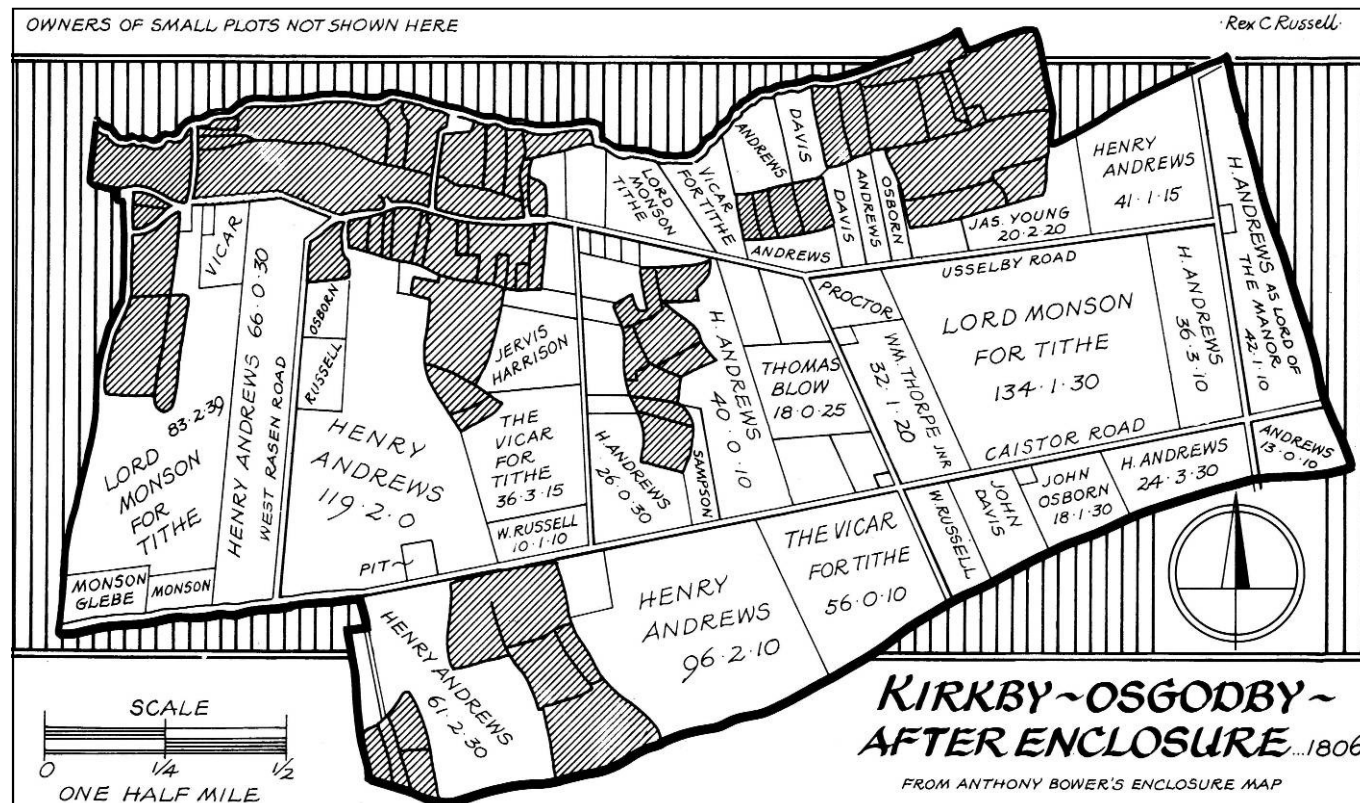 OWNERS OF SMALL PLOTS NOT SHOWN HERE
·Rex C. Russell·
ANDREWS
DAVIS
VICAR
FOR TITHE
LORD
MONSON
TITHE
ANDREWS
DAVIS
ANDREWS
OSBORN
JAS. YOUNG
20·2·20
HENRY
ANDREWS
41·1·15
H. ANDREWS AS LORD OF
THE MANOR
42·1·10
USSELBY ROAD
VICAR
HENRY ANDREWS 66·0·30
WEST RASEN ROAD
OSBORN
RUSSELL
LORD
MONSON
FOR
TITHE
83·2·39
MONSON
GLEBE
MONSON
HENRY
ANDREWS
119·2·0
PIT~
JERVIS
HARRISON
THE
VICAR
FOR
TITHE
36·3·15
W. RUSSELL
10·1·10
H. ANDREWS
26·0·30
SAMPSON
H. ANDREWS
40·0·10
THOMAS
BLOW
18·0·25
PROCTOR
WM. THORPE JNR
32·1·20
LORD MONSON
FOR TITHE
134·1·30
H. ANDREWS
36·3·10
CAISTOR ROAD
ANDREWS
13·0·10
H. ANDREWS
24·3·30
JOHN
OSBORN
18·1·30
JOHN
DAVIS
W. RUSSELL
THE VICAR
FOR TITHE
56·0·10
HENRY
ANDREWS
96·2·10
HENRY ANDREWS
61·2·30
SCALE
0 1/4 1/2
ONE HALF MILE
KIRKBY~OSGODBY~
AFTER ENCLOSURE...1806
FROM ANTHONY BOWER'S ENCLOSURE MAP